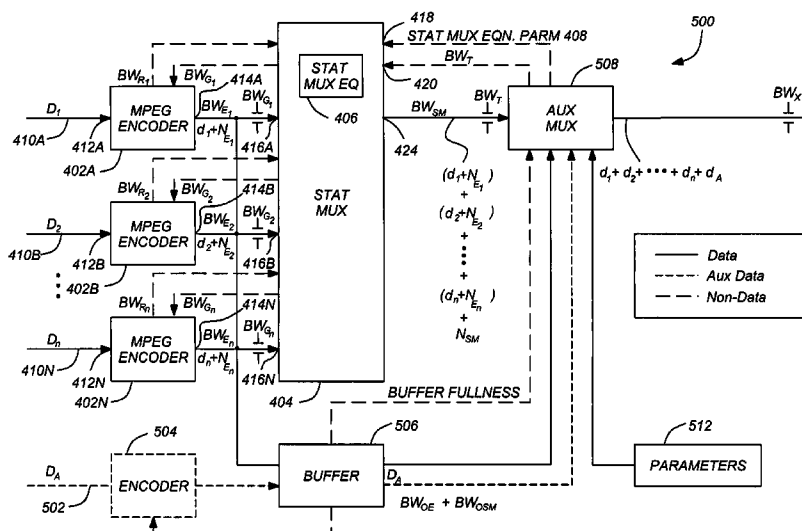 418
STAT MUX EQN. PARM 408
500
BW_T
BW_R1
BW_G1
414A
STAT
MUX EQ
420
508
D_1
MPEG
ENCODER
BW_E1
BW_G1
406
BW_SM
BW_T
AUX
MUX
BW_X
d_1+N_E1
410A
412A
402A
416A
424
BW_R2
BW_G2
414B
STAT
MUX
(d_1+N_E1)
+
d_1+ d_2+ •••• + d_n+ d_A
D_2
MPEG
ENCODER
BW_E2
BW_G2
(d_2+N_E2)
+
d_2+N_E2
410B
412B
402B
416B
Data
Aux Data
Non-Data
BW_Rn
BW_Gn
414N
+
(d_n+N_En)
+
N_SM
D_n
MPEG
ENCODER
BW_En
BW_Gn
d_n+N_En
410N
412N
402N
416N
404
BUFFER FULLNESS
504
506
512
D_A
ENCODER
BUFFER
D_A
PARAMETERS
502
BW_OE + BW_OSM